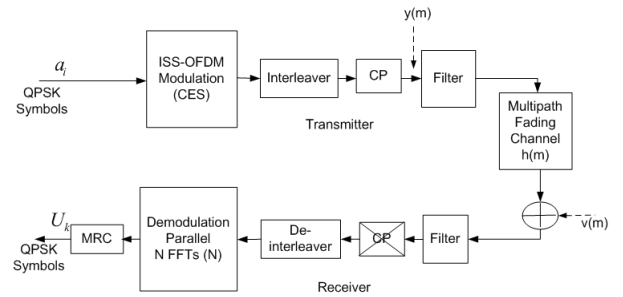 y(m)
a_i
QPSK
Symbols
ISS-OFDM
Modulation
(CES)
Interleaver
CP
Filter
Transmitter
Multipath
Fading
Channel
h(m)
v(m)
U_k
QPSK
Symbols
MRC
Demodulation
Parallel
N FFTs (N)
De-
interleaver
CP
Filter
Receiver